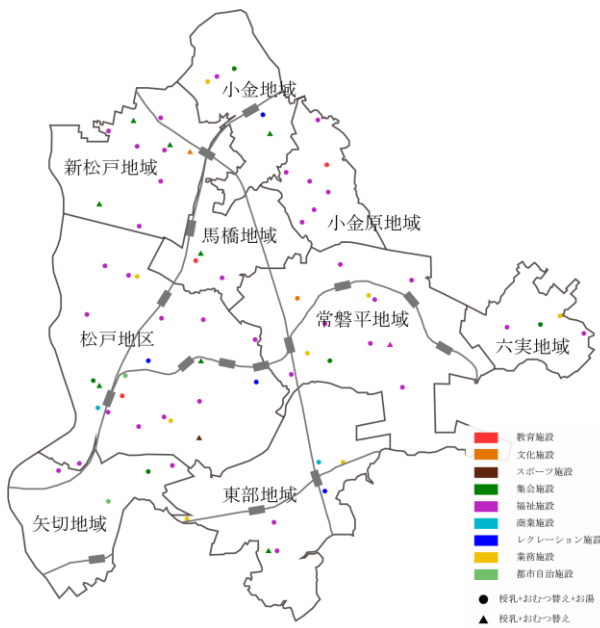 小金地域
新松戸地域
小金原地域
馬橋地域
常磐平地域
松戸地区
六実地域
東部地域
矢切地域
教育施設
文化施設
スポーツ施設
集会施設
福祉施設
商業施設
レクレーション施設
業務施設
都市自治施設
授乳+おむつ替え+お湯
授乳+おむつ替え